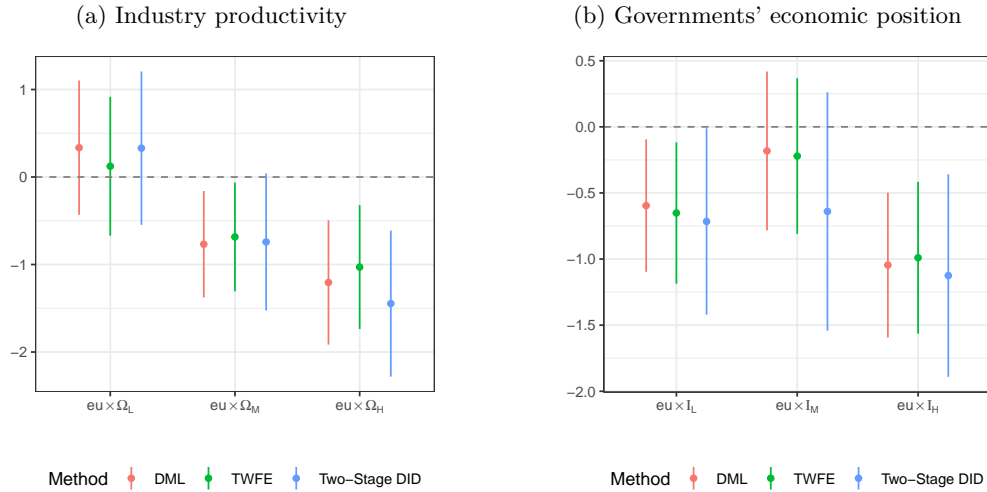 (a) Industry productivity
1
0
−1
−2
eu×Ω_L
eu×Ω_M
eu×Ω_H
Method DML TWFE Two−Stage DID
(b) Governments' economic position
0.5
0.0
−0.5
−1.0
−1.5
−2.0
eu×I_L
eu×I_M
eu×I_H
Method DML TWFE Two−Stage DID